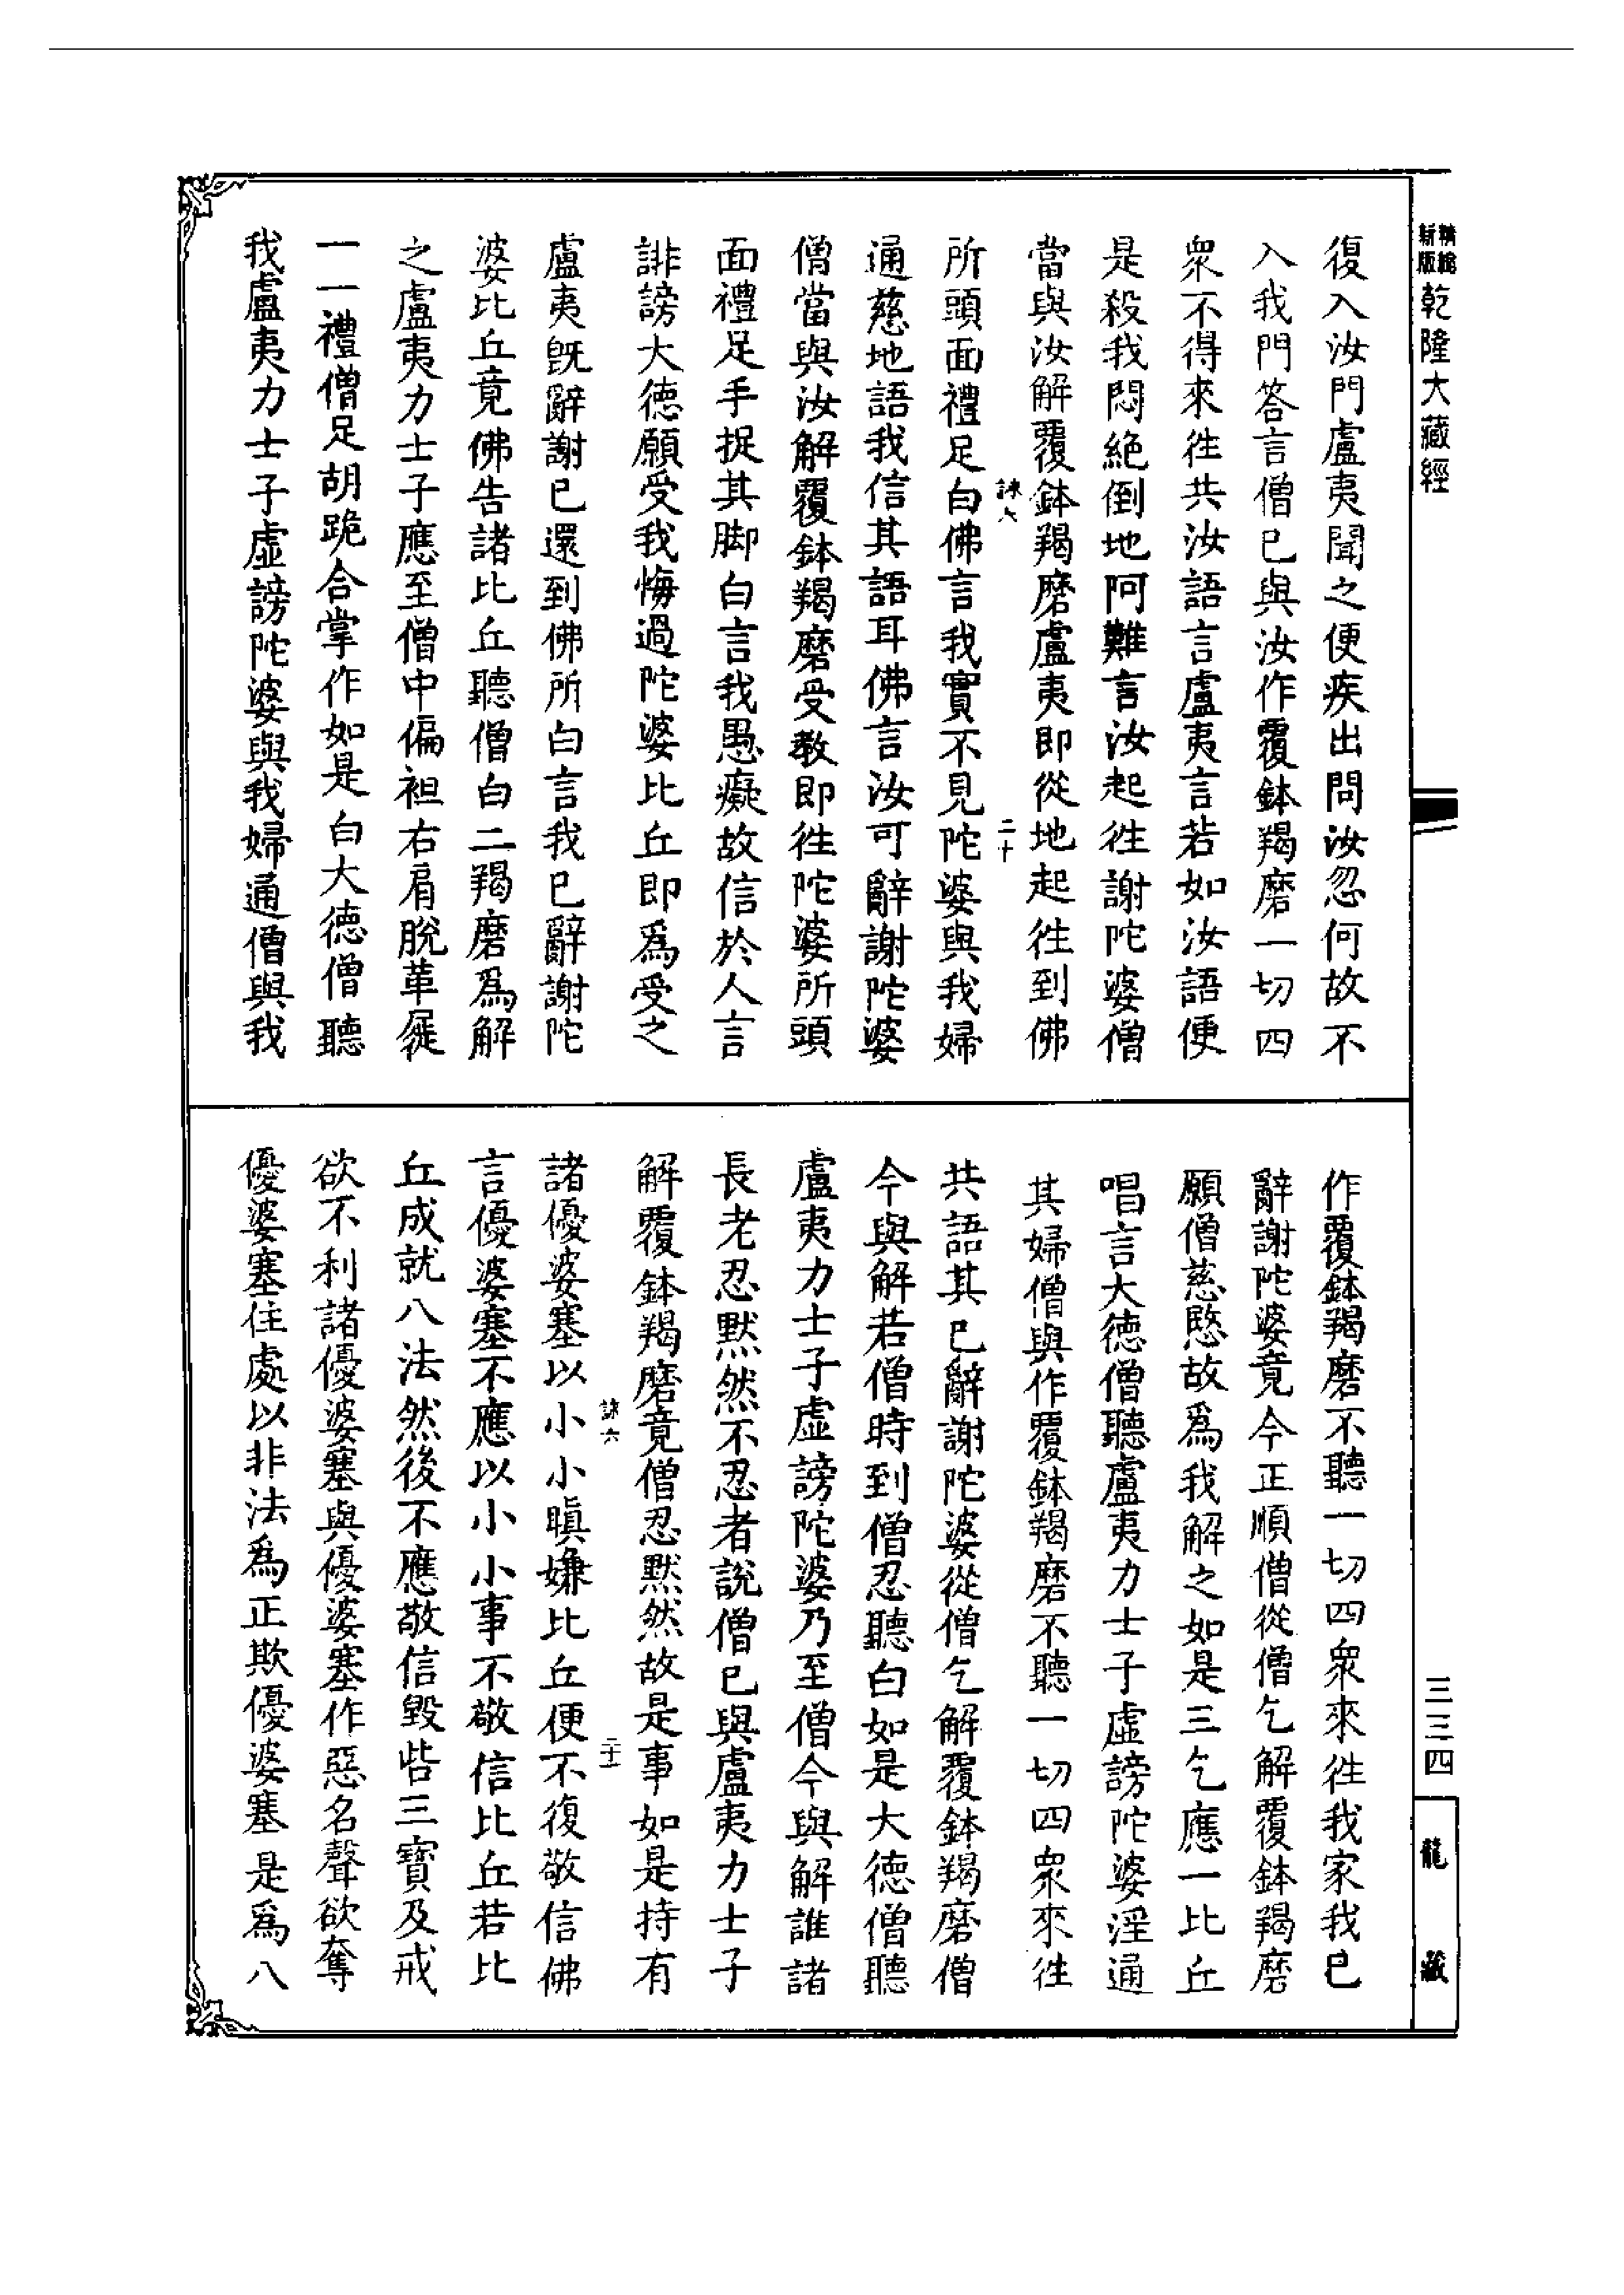 精縮新版乾隆大藏經
三三四
龍藏
復入汝門盧夷聞之便疾出問汝忽何故不
入我門答言僧已與汝作覆鉢羯磨一切四
眾不得來往共汝語言盧夷言若如汝語便
是殺我悶絕倒地阿難言汝起往謝陀婆僧
當與汝解覆鉢羯磨盧夷即從地起往到佛
誄六
二十
所頭面禮足白佛言我實不見陀婆與我婦
通慈地語我信其語耳佛言汝可辭謝陀婆
僧當與汝解覆鉢羯磨受教即往陀婆所頭
面禮足手捉其脚白言我愚癡故信於人言
誹謗大德願受我悔過陀婆比丘即爲受之
盧夷旣辭謝已還到佛所白言我已辭謝陀
婆比丘竟佛告諸比丘聽僧白二羯磨爲解
之盧夷力士子應至僧中偏袒右肩脫革屣
一一禮僧足胡跪合掌作如是白大德僧聽
我盧夷力士子虛謗陀婆與我婦通僧與我
作覆鉢羯磨不聽一切四眾來往我家我已
辭謝陀婆竟今正順僧從僧乞解覆鉢羯磨
願僧慈愍故爲我解之如是三乞應一比丘
唱言大德僧聽盧夷力士子虛謗陀婆淫通
其婦僧與作覆鉢羯磨不聽一切四眾來往
共語其已辭謝陀婆從僧乞解覆鉢羯磨僧
今與解若僧時到僧忍聽白如是大德僧聽
盧夷力士子虛謗陀婆乃至僧今與解誰諸
長老忍默然不忍者說僧已與盧夷力士子
解覆鉢羯磨竟僧忍默然故是事如是持有
誄六
二十一
諸優婆塞以小小瞋嫌比丘便不復敬信佛
言優婆塞不應以小小事不敬信比丘若比
丘成就八法然後不應敬信毀呰三寶及戒
欲不利諸優婆塞與優婆塞作惡名聲欲奪
優婆塞住處以非法爲正欺優婆塞是爲八